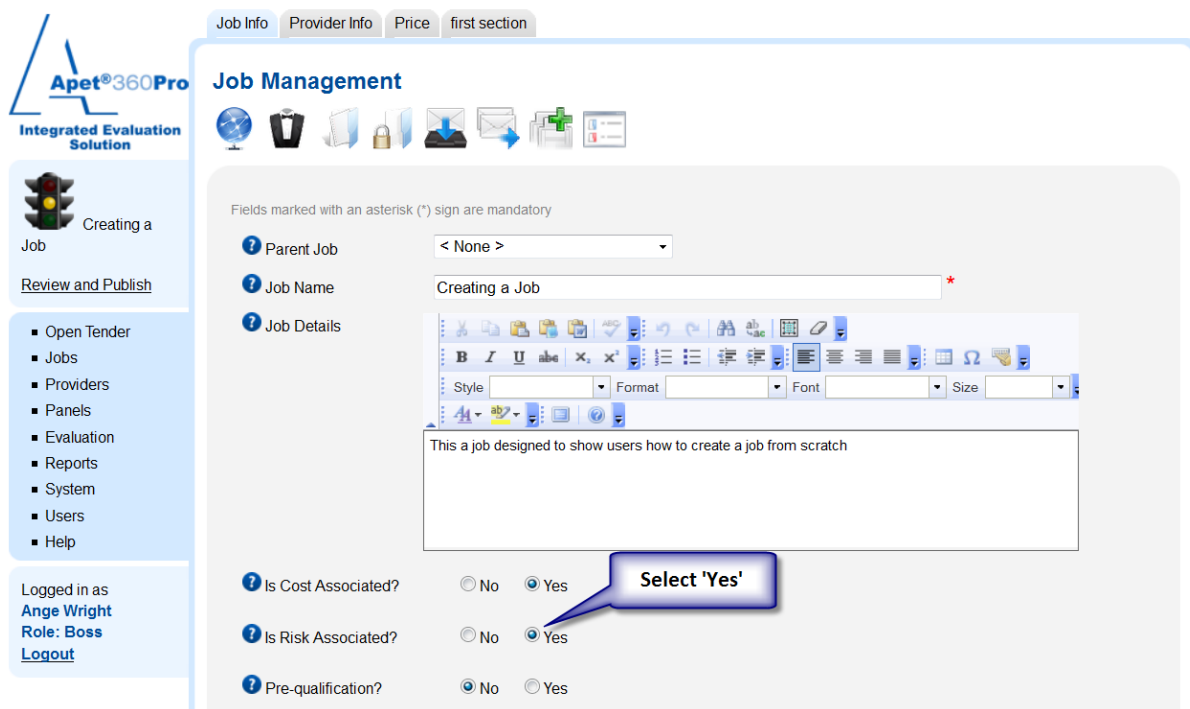 Job Info Provider Info Price first section
Apet®360Pro
Integrated Evaluation
Solution
Creating a
Job
Review and Publish
Open Tender
Jobs
Providers
Panels
Evaluation
Reports
System
Users
Help
Logged in as
Ange Wright
Role: Boss
Logout
Job Management
Fields marked with an asterisk (*) sign are mandatory
Parent Job < None >
Job Name Creating a Job *
Job Details
B I U abc x₂ x²
Style Format Font Size
This a job designed to show users how to create a job from scratch
Is Cost Associated? No Yes
Select 'Yes'
Is Risk Associated? No Yes
Pre-qualification? No Yes